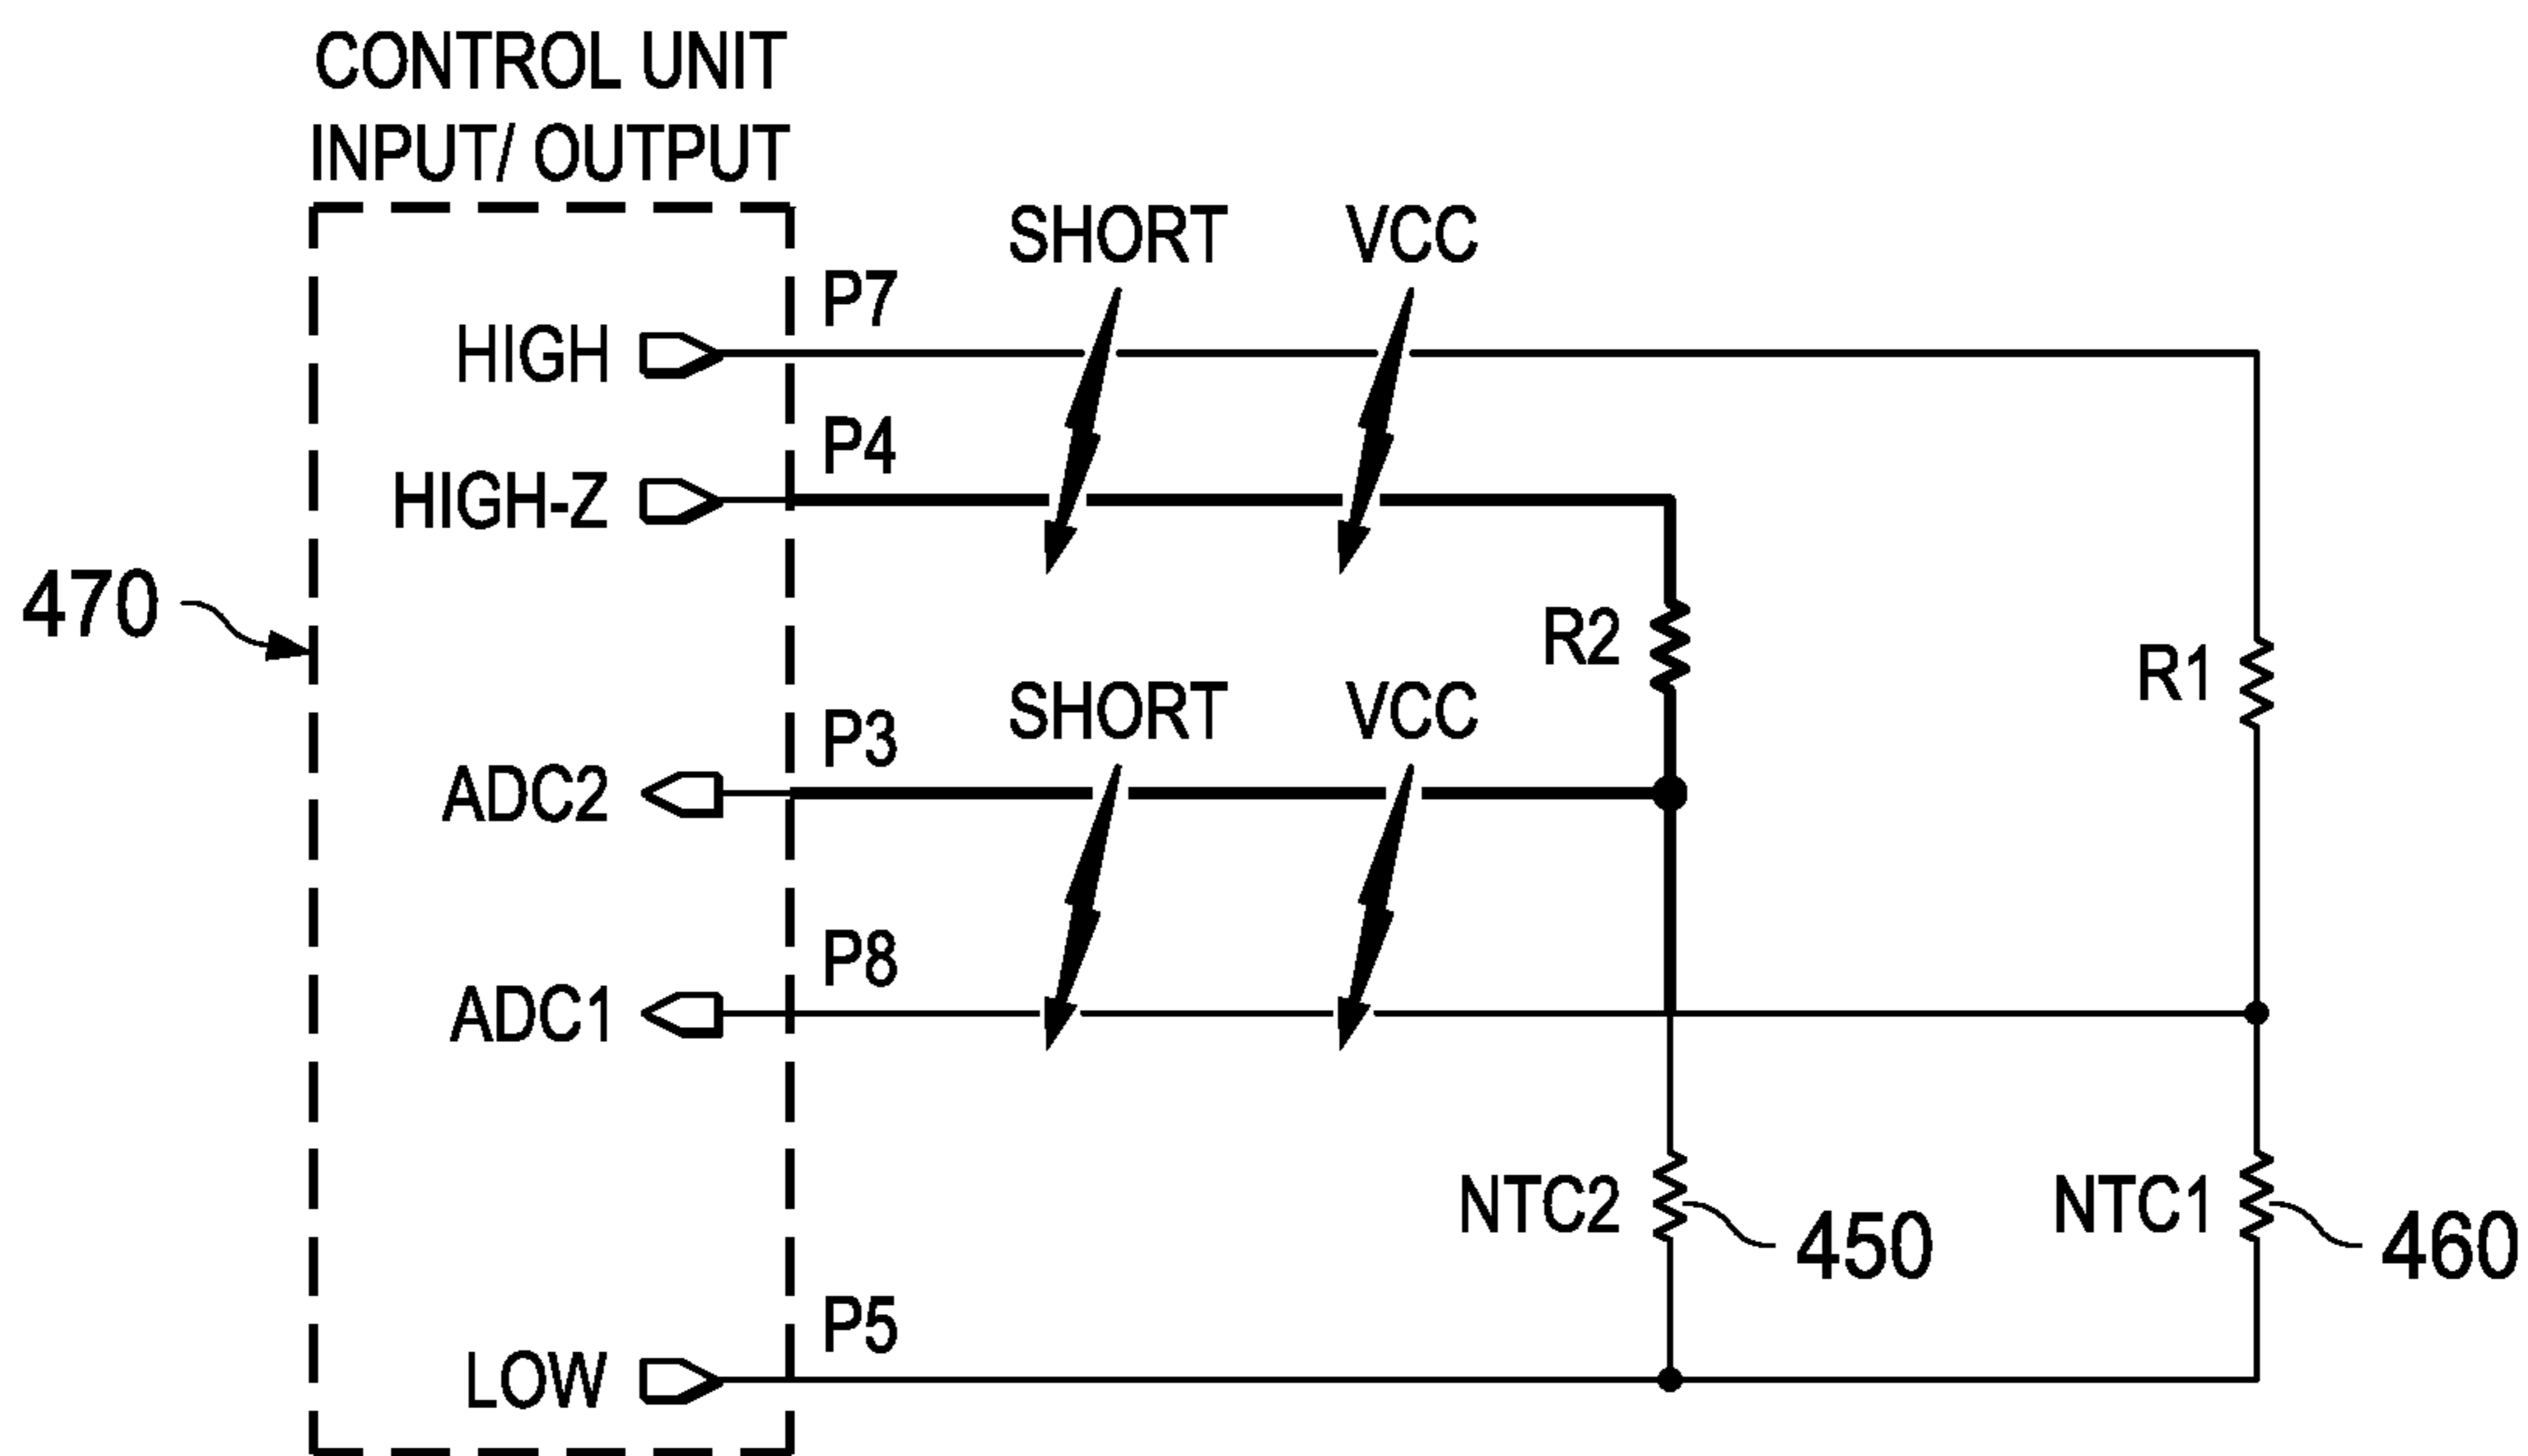 CONTROL UNIT
INPUT/ OUTPUT
SHORT
VCC
P7
HIGH
P4
HIGH-Z
470
R2
R1
SHORT
VCC
P3
ADC2
P8
ADC1
NTC2
450
NTC1
460
P5
LOW